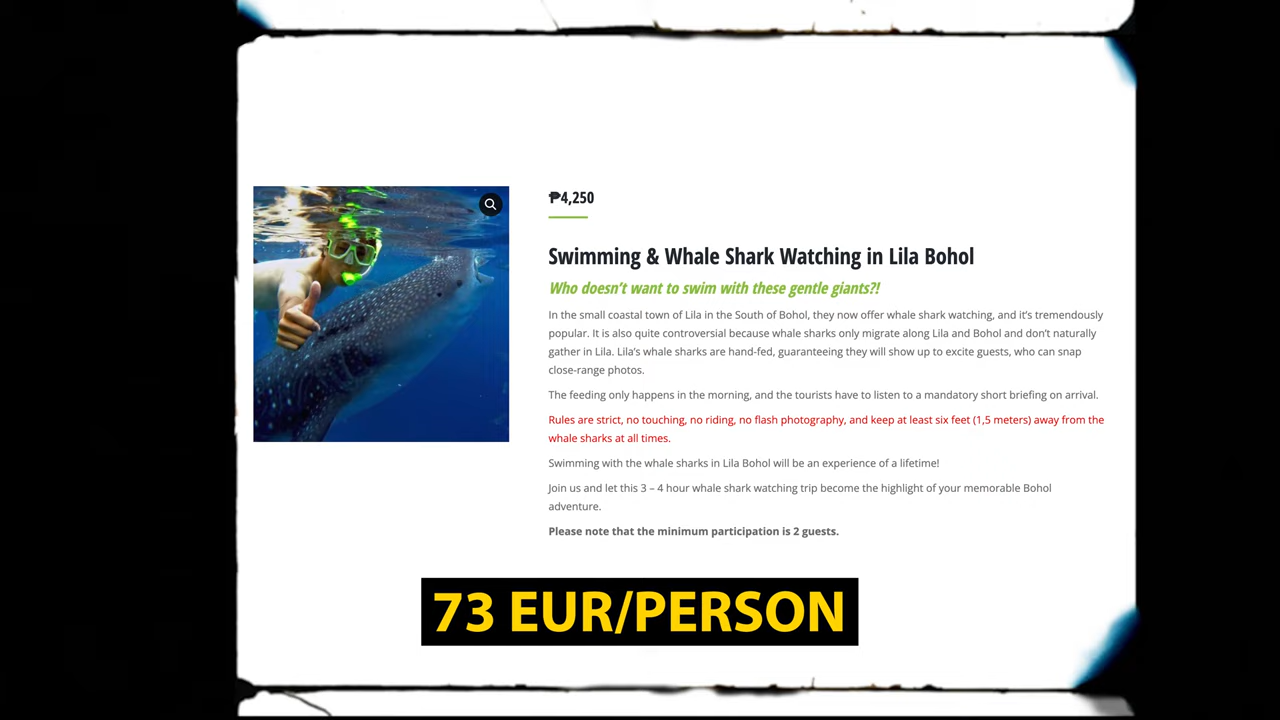 ₱4,250
Swimming & Whale Shark Watching in Lila Bohol
Who doesn't want to swim with these gentle giants?!
In the small coastal town of Lila in the South of Bohol, they now offer whale shark watching, and it's tremendously
popular. It is also quite controversial because whale sharks only migrate along Lila and Bohol and don't naturally
gather in Lila. Lila's whale sharks are hand-fed, guaranteeing they will show up to excite guests, who can snap
close-range photos.
The feeding only happens in the morning, and the tourists have to listen to a mandatory short briefing on arrival.
Rules are strict, no touching, no riding, no flash photography, and keep at least six feet (1,5 meters) away from the
whale sharks at all times.
Swimming with the whale sharks in Lila Bohol will be an experience of a lifetime!
Join us and let this 3 – 4 hour whale shark watching trip become the highlight of your memorable Bohol
adventure.
Please note that the minimum participation is 2 guests.
73 EUR/PERSON